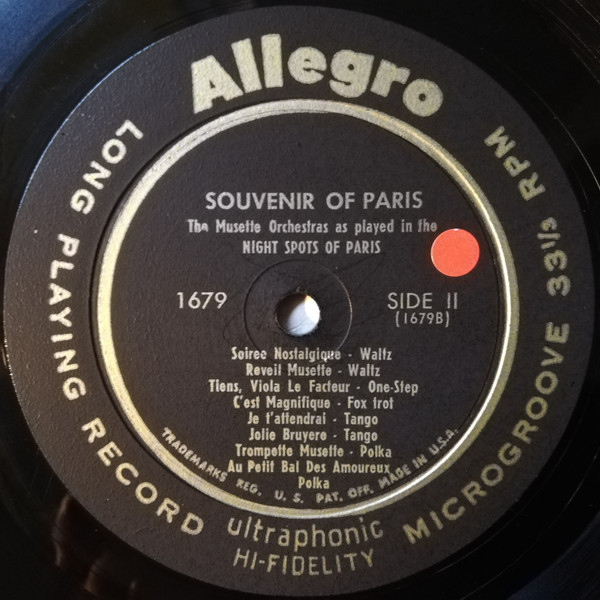 Allegro
LONG PLAYING RECORD
MICROGROOVE 33⅓ RPM
SOUVENIR OF PARIS
The Musette Orchestras as played in the
NIGHT SPOTS OF PARIS
1679
SIDE II
(1679B)
Soiree Nostalgique - Waltz
Reveil Musette - Waltz
Tiens, Viola Le Facteur - One-Step
C'est Magnifique - Fox trot
Je t'attendrai - Tango
Jolie Bruyere - Tango
Trompette Musette - Polka
Au Petit Bal Des Amoureux
Polka
TRADEMARKS REG. U. S. PAT. OFF. MADE IN U.S.A.
ultraphonic
HI-FIDELITY